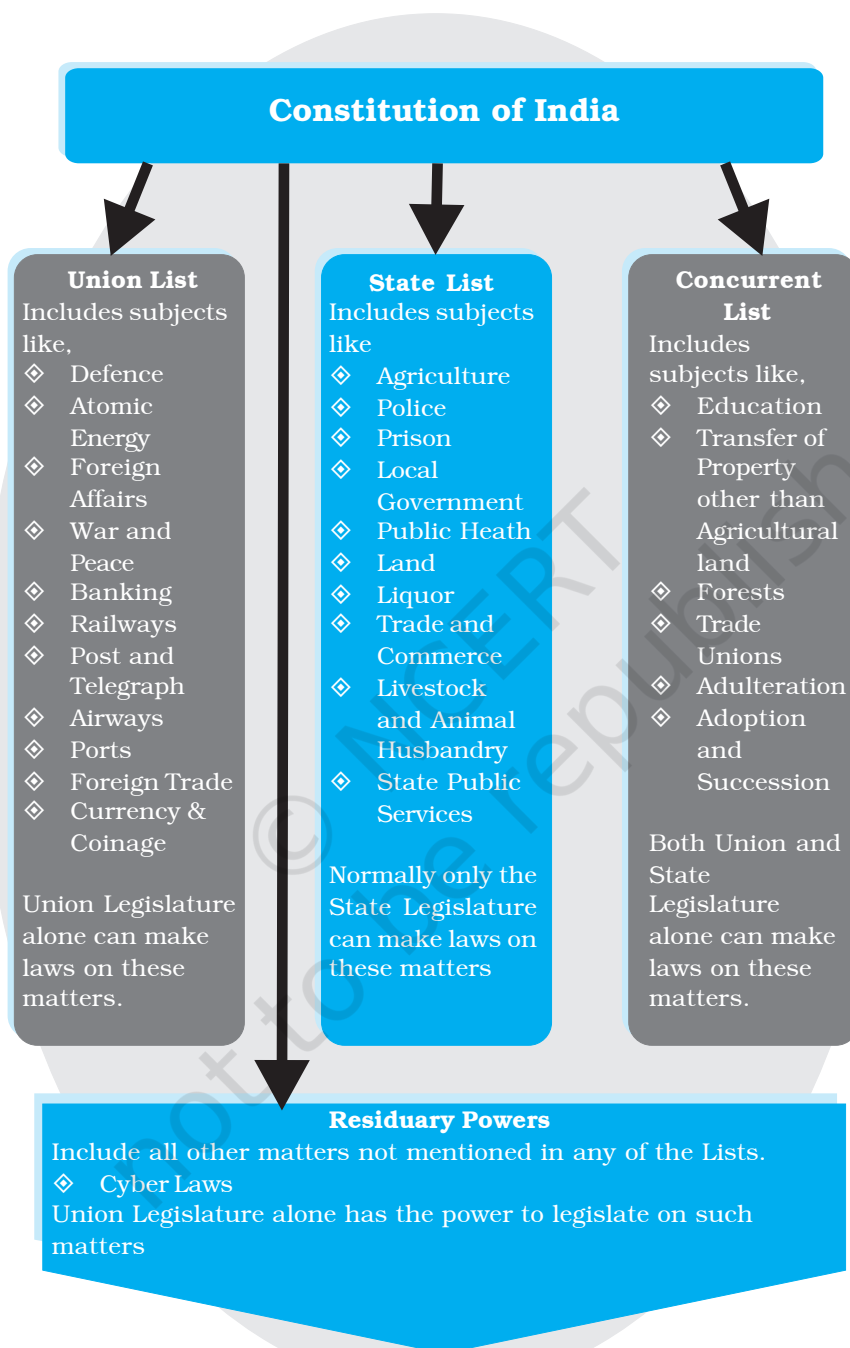 Constitution of India
Union List
Includes subjects
like,
Defence
Atomic
Energy
Foreign
Affairs
War and
Peace
Banking
Railways
Post and
Telegraph
Airways
Ports
Foreign Trade
Currency &
Coinage
Union Legislature
alone can make
laws on these
matters.
State List
Includes subjects
like
Agriculture
Police
Prison
Local
Government
Public Heath
Land
Liquor
Trade and
Commerce
Livestock
and Animal
Husbandry
State Public
Services
Normally only the
State Legislature
can make laws on
these matters
Concurrent
List
Includes
subjects like,
Education
Transfer of
Property
other than
Agricultural
land
Forests
Trade
Unions
Adulteration
Adoption
and
Succession
Both Union and
State
Legislature
alone can make
laws on these
matters.
Residuary Powers
Include all other matters not mentioned in any of the Lists.
Cyber Laws
Union Legislature alone has the power to legislate on such
matters
© NCERT
not to be republish